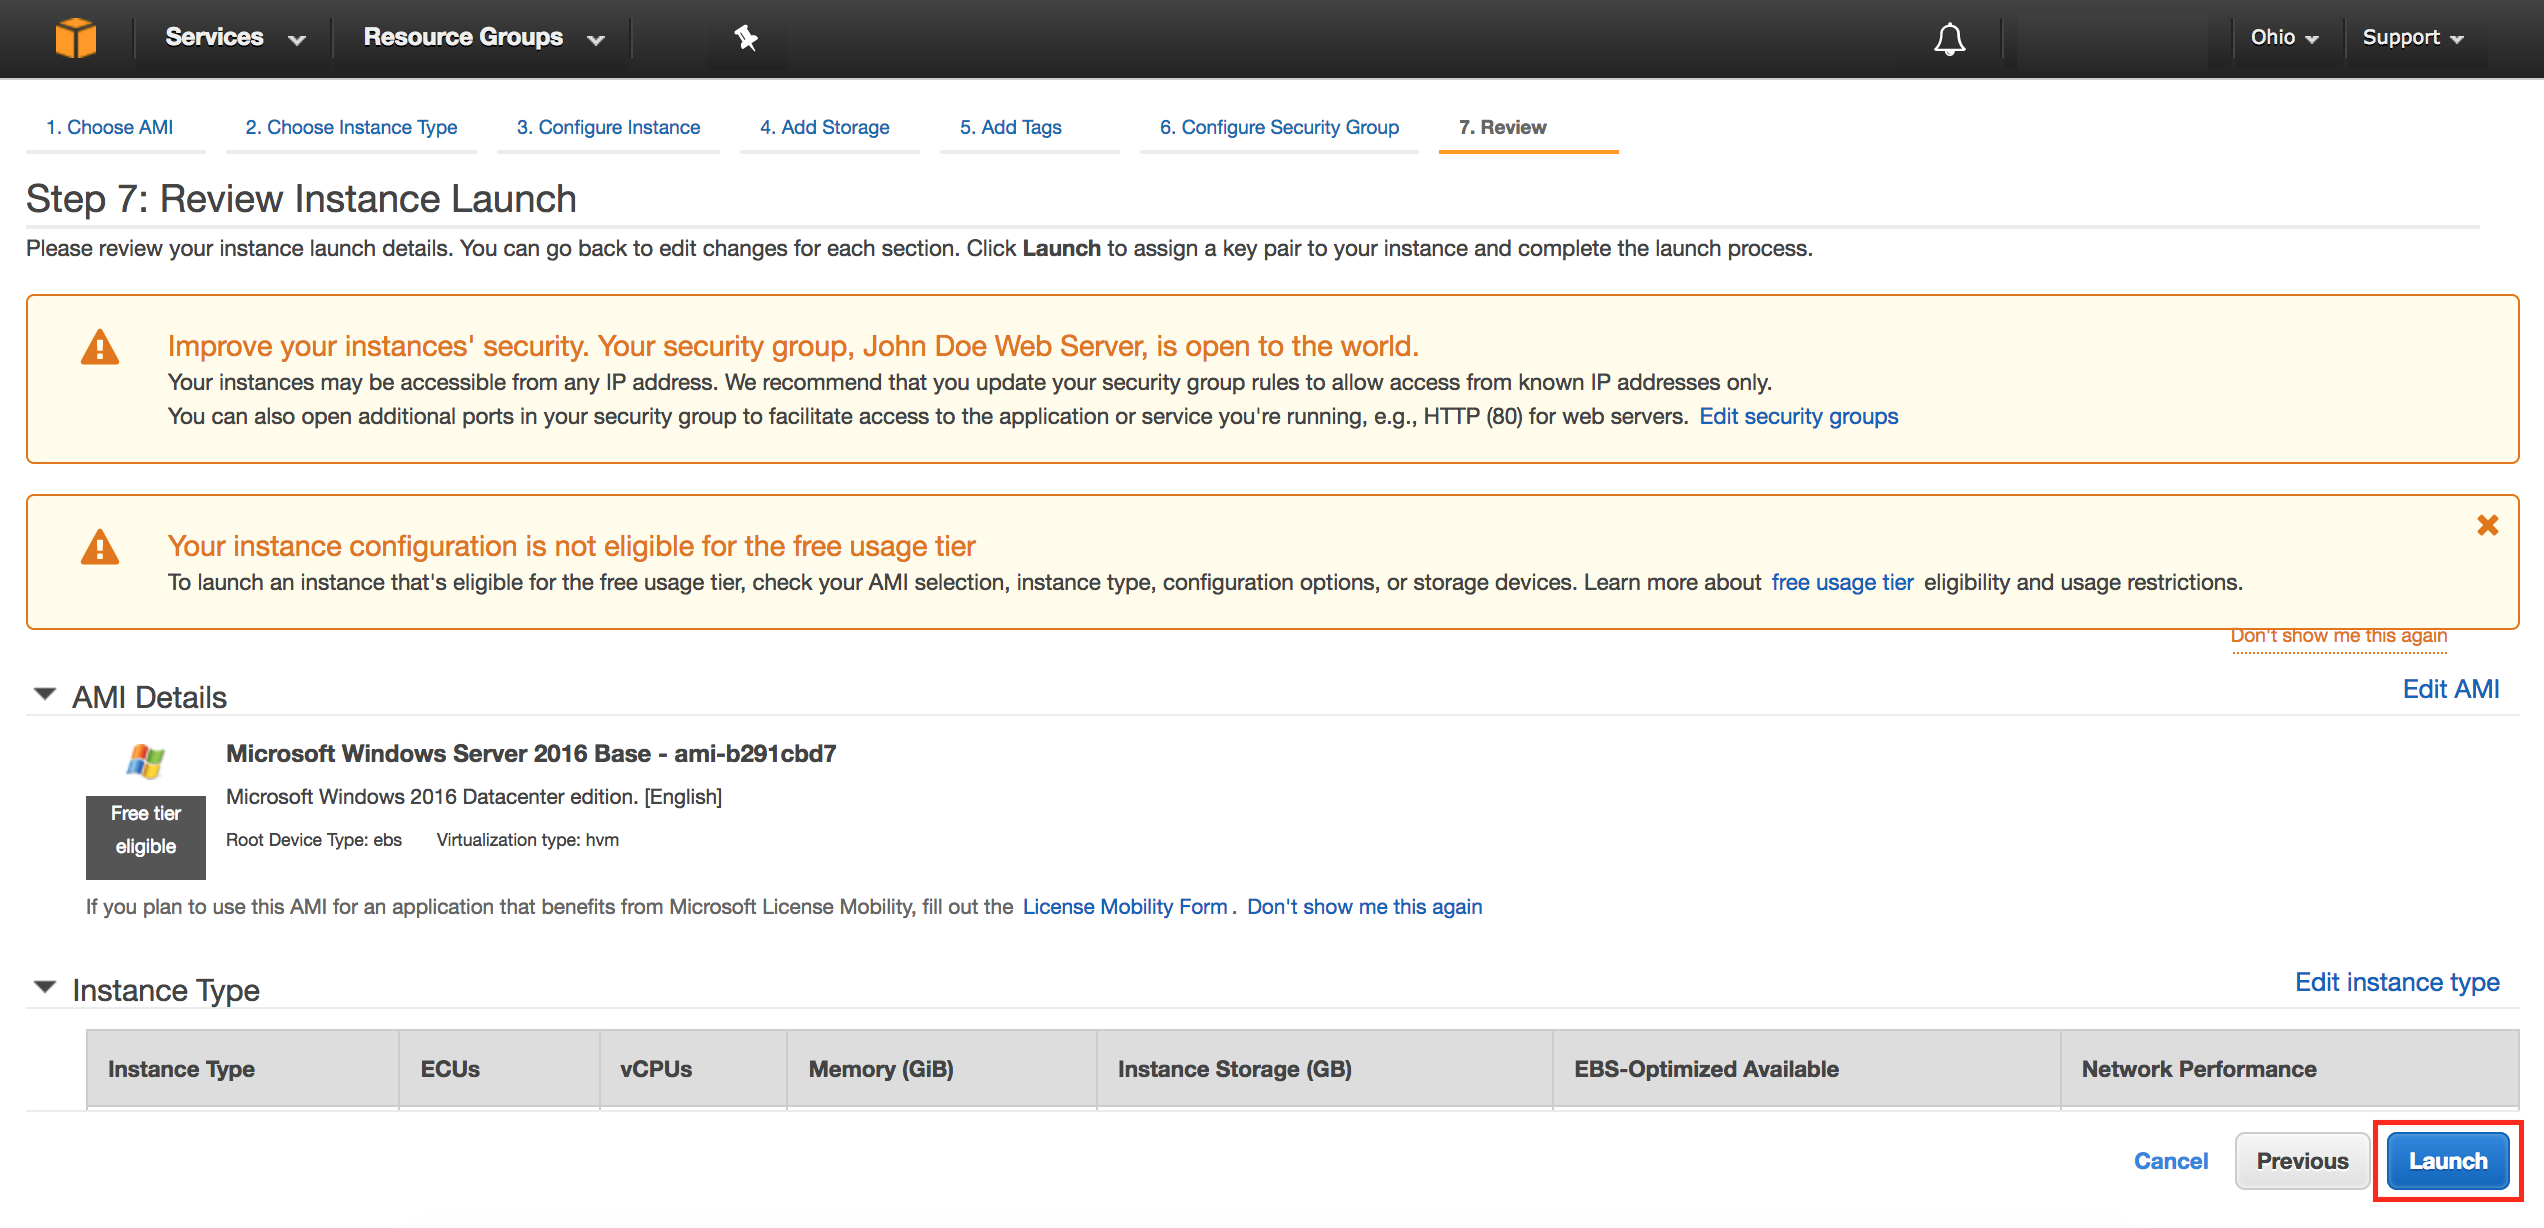 Services Resource Groups Ohio Support
1. Choose AMI 2. Choose Instance Type 3. Configure Instance 4. Add Storage 5. Add Tags 6. Configure Security Group 7. Review
Step 7: Review Instance Launch
Please review your instance launch details. You can go back to edit changes for each section. Click Launch to assign a key pair to your instance and complete the launch process.
Improve your instances' security. Your security group, John Doe Web Server, is open to the world.
Your instances may be accessible from any IP address. We recommend that you update your security group rules to allow access from known IP addresses only.
You can also open additional ports in your security group to facilitate access to the application or service you're running, e.g., HTTP (80) for web servers. Edit security groups
Your instance configuration is not eligible for the free usage tier
To launch an instance that's eligible for the free usage tier, check your AMI selection, instance type, configuration options, or storage devices. Learn more about free usage tier eligibility and usage restrictions.
Don't show me this again
AMI Details Edit AMI
Microsoft Windows Server 2016 Base - ami-b291cbd7
Microsoft Windows 2016 Datacenter edition. [English]
Free tier
eligible
Root Device Type: ebs Virtualization type: hvm
If you plan to use this AMI for an application that benefits from Microsoft License Mobility, fill out the License Mobility Form. Don't show me this again
Instance Type Edit instance type
Instance Type ECUs vCPUs Memory (GiB) Instance Storage (GB) EBS-Optimized Available Network Performance
Cancel Previous Launch